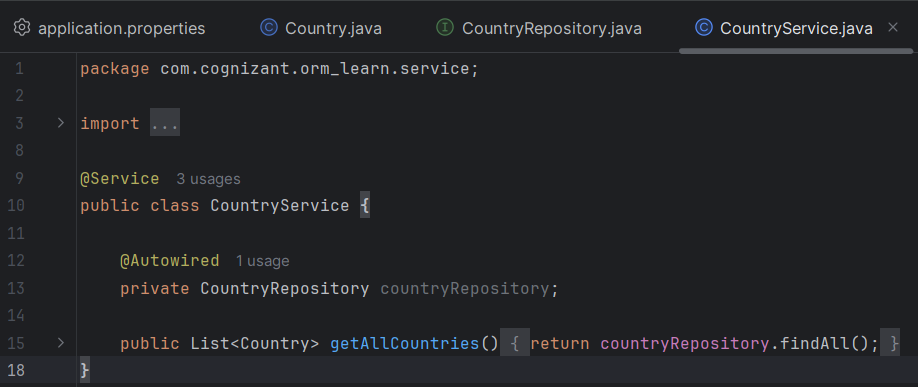 application.properties Country.java CountryRepository.java CountryService.java
1 package com.cognizant.orm_learn.service;
2
3 import ...
8
9 @Service 3 usages
10 public class CountryService {
11
12 @Autowired 1 usage
13 private CountryRepository countryRepository;
14
15 public List<Country> getAllCountries() { return countryRepository.findAll(); }
18 }